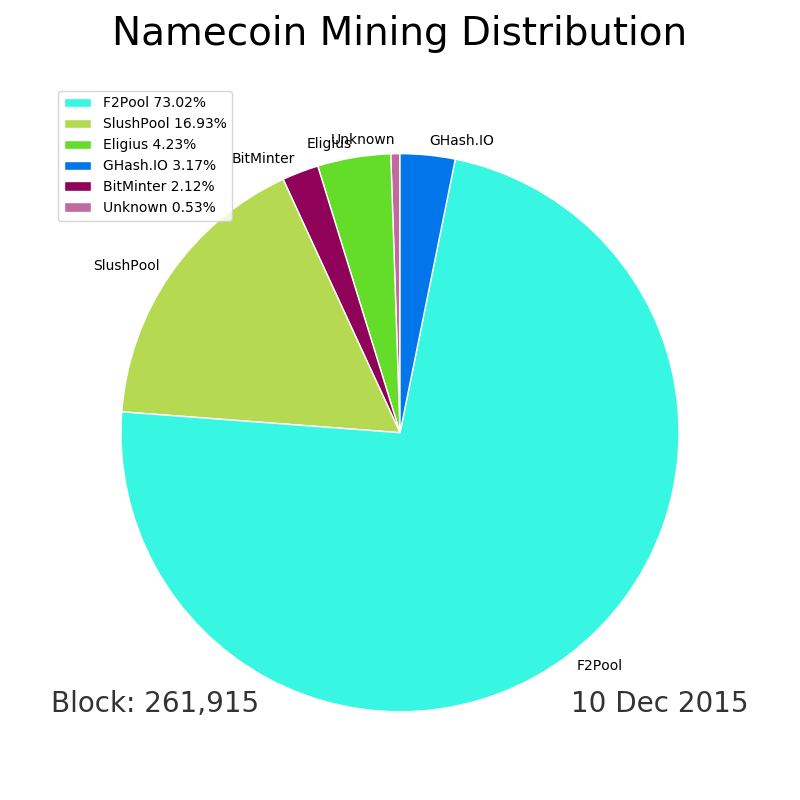 Namecoin Mining Distribution
F2Pool 73.02%
SlushPool 16.93%
Eligius 4.23%
GHash.IO 3.17%
BitMinter 2.12%
Unknown 0.53%
Unknown
GHash.IO
Eligius
BitMinter
SlushPool
F2Pool
Block: 261,915
10 Dec 2015